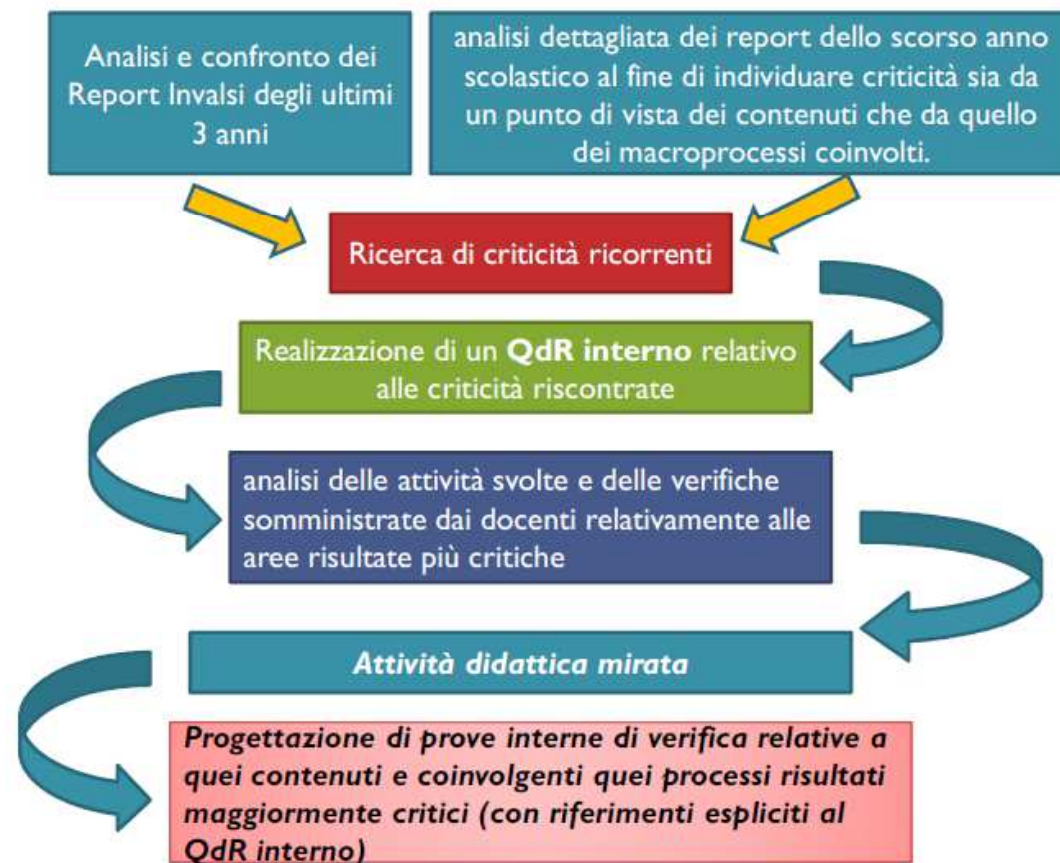 Analisi e confronto dei
Report Invalsi degli ultimi
3 anni
analisi dettagliata dei report dello scorso anno
scolastico al fine di individuare criticità sia da
un punto di vista dei contenuti che da quello
dei macroprocessi coinvolti.
Ricerca di criticità ricorrenti
Realizzazione di un QdR interno relativo
alle criticità riscontrate
analisi delle attività svolte e delle verifiche
somministrate dai docenti relativamente alle
aree risultate più critiche
Attività didattica mirata
Progettazione di prove interne di verifica relative a
quei contenuti e coinvolgenti quei processi risultati
maggiormente critici (con riferimenti espliciti al
QdR interno)